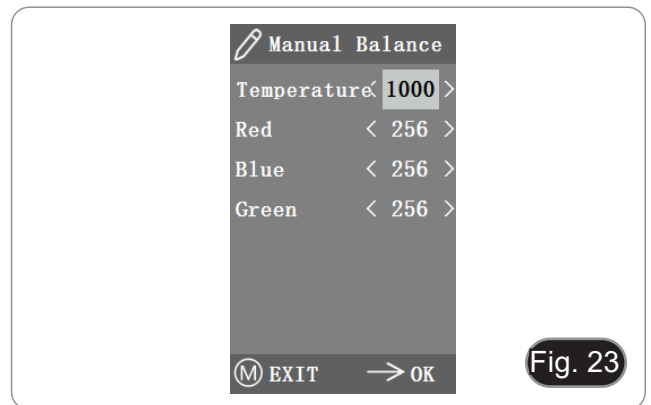 Manual Balance
Temperature< 1000 >
Red < 256 >
Blue < 256 >
Green < 256 >
M EXIT → OK
Fig. 23